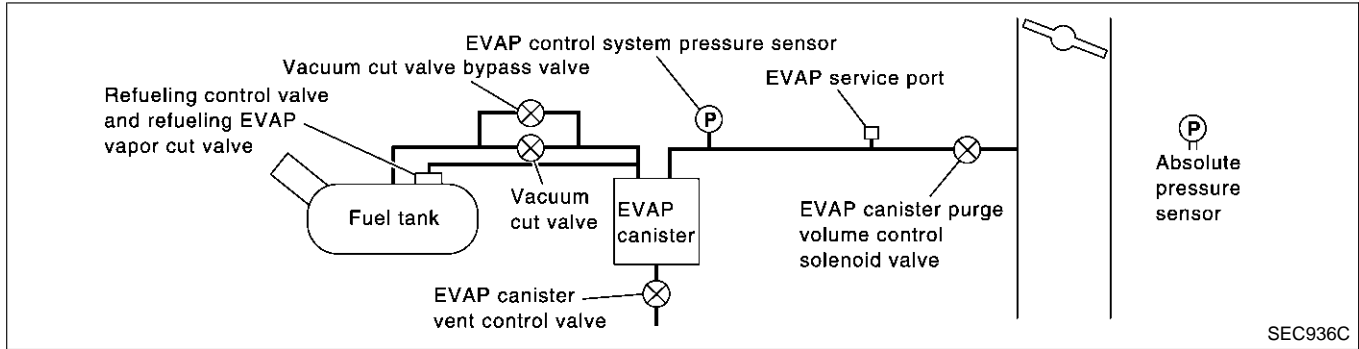 EVAP control system pressure sensor
Vacuum cut valve bypass valve
EVAP service port
Refueling control valve
and refueling EVAP
vapor cut valve
P
P
Absolute
pressure
sensor
Vacuum
cut valve
Fuel tank
EVAP
canister
EVAP canister purge
volume control
solenoid valve
EVAP canister
vent control valve
SEC936C